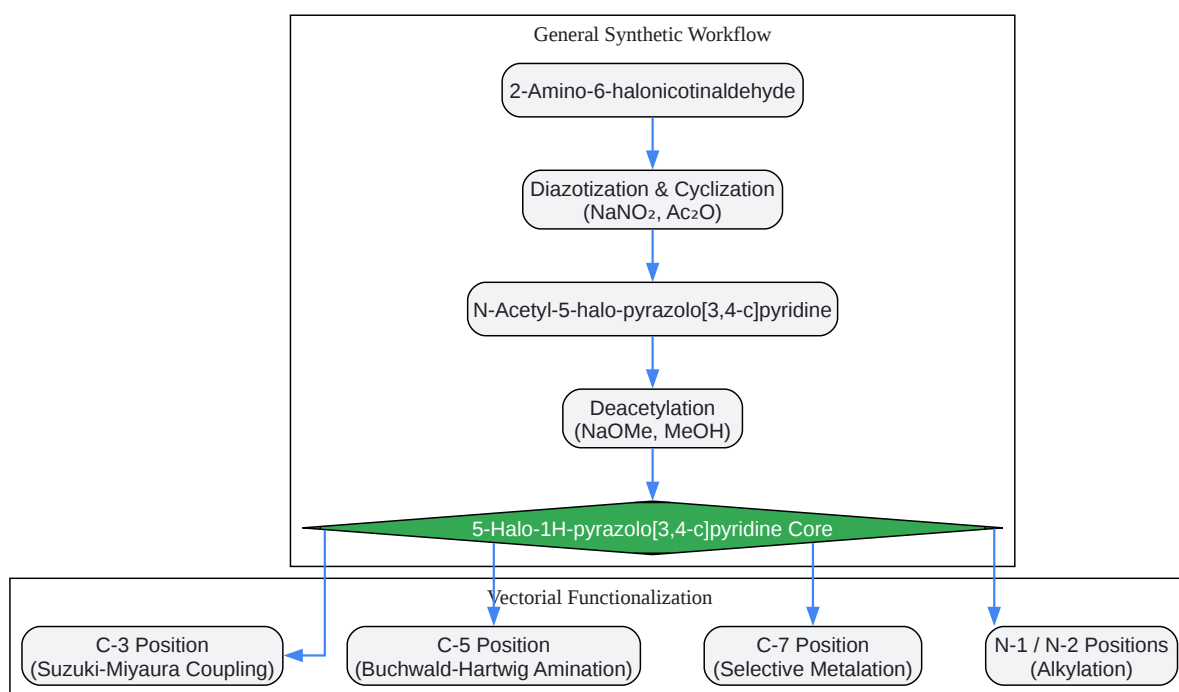 General Synthetic Workflow
2-Amino-6-halonicotinaldehyde
Diazotization & Cyclization
(NaNO₂, Ac₂O)
N-Acetyl-5-halo-pyrazolo[3,4-c]pyridine
Deacetylation
(NaOMe, MeOH)
5-Halo-1H-pyrazolo[3,4-c]pyridine Core
Vectorial Functionalization
C-3 Position
(Suzuki-Miyaura Coupling)
C-5 Position
(Buchwald-Hartwig Amination)
C-7 Position
(Selective Metalation)
N-1 / N-2 Positions
(Alkylation)